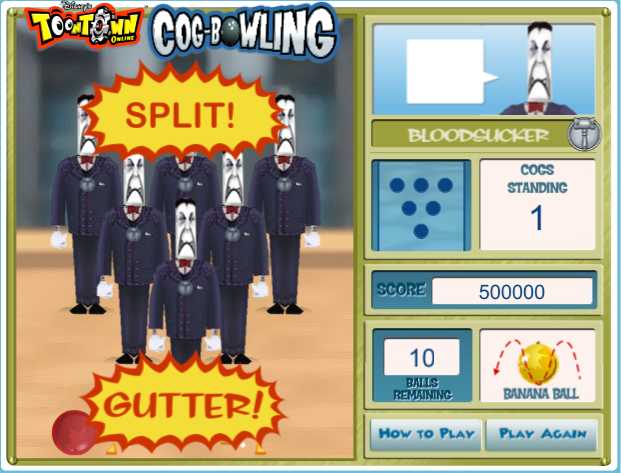 Disney's
TOONTOWN
ONLINE
COG-BOWLING
SPLIT!
BLOODSUCKER
COGS
STANDING
1
SCORE 500000
10
BALLS
REMAINING
BANANA BALL
GUTTER!
HOW TO PLAY
PLAY AGAIN